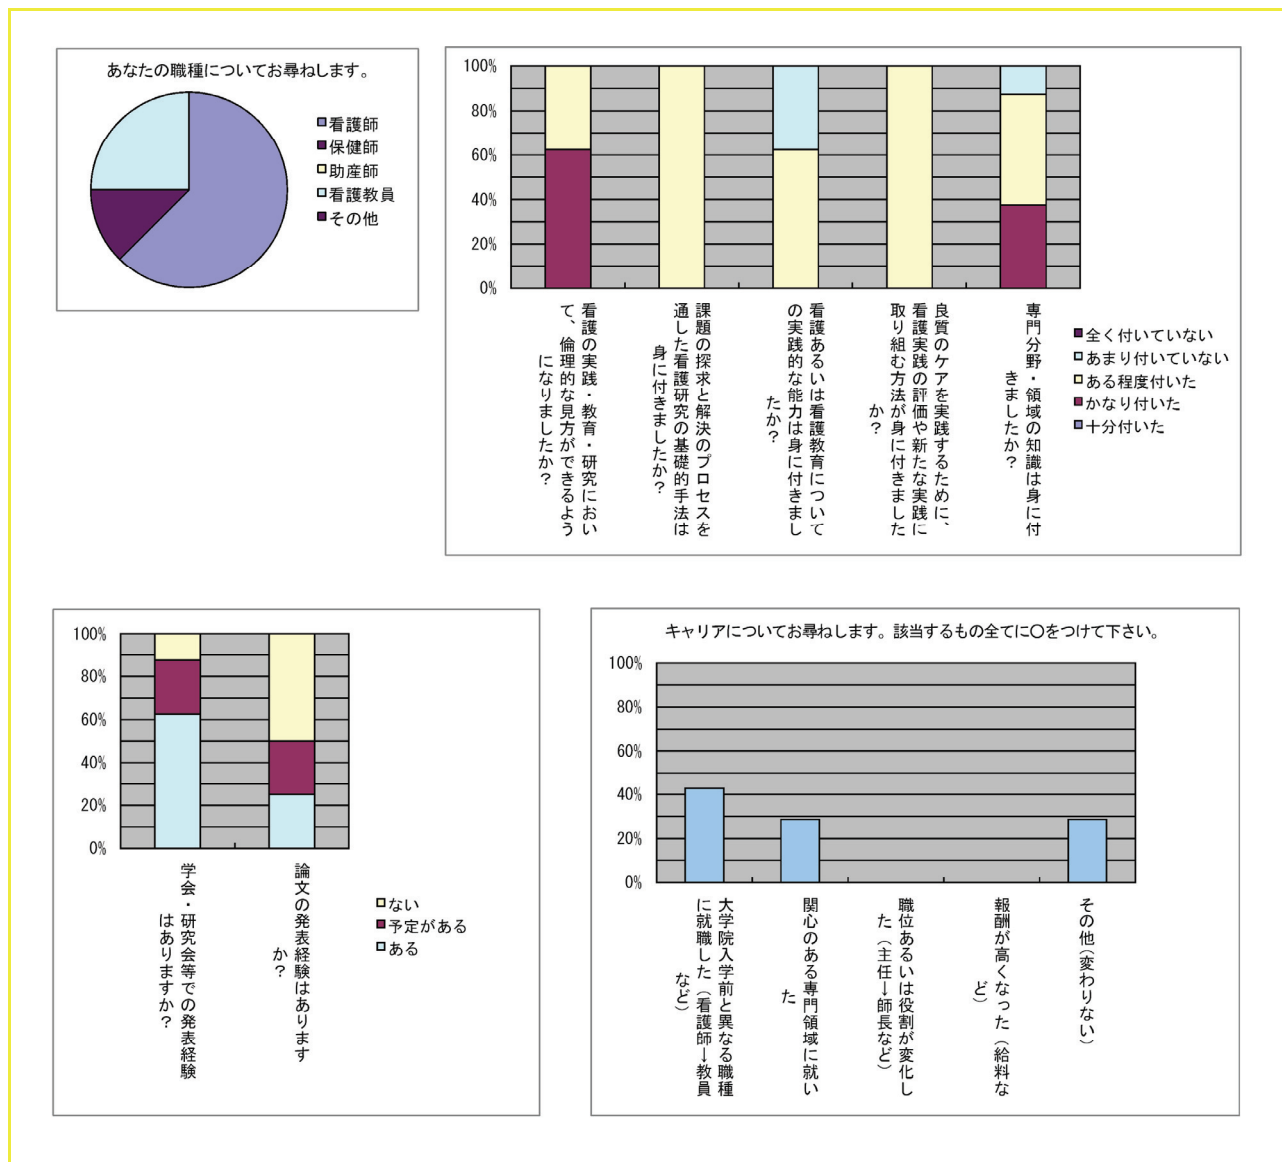 あなたの職種についてお尋ねします。
看護師
保健師
助産師
看護教員
その他
100%
80%
60%
40%
20%
0%
看護の実践・教育・研究におい
て、倫理的な見方ができるよう
になりましたか？
課題の探求と解決のプロセスを
通した看護研究の基礎的手法は
身に付きましたか？
看護あるいは看護教育について
の実践的な能力は身に付きまし
たか？
良質のケアを実践するために、
看護実践の評価や新たな実践に
取り組む方法が身に付きました
か？
専門分野・領域の知識は身に付
きましたか？
全く付いていない
あまり付いていない
ある程度付いた
かなり付いた
十分付いた
100%
80%
60%
40%
20%
0%
学会・研究会等での発表経験
はありますか？
論文の発表経験はあります
か？
ない
予定がある
ある
キャリアについてお尋ねします。該当するもの全てに〇をつけて下さい。
100%
80%
60%
40%
20%
0%
大学院入学前と異なる職種
に就職した（看護師→教員
など）
関心のある専門領域に就い
た
職位あるいは役割が変化し
た（主任→師長など）
報酬が高くなった（給料な
ど）
その他（変わりない）